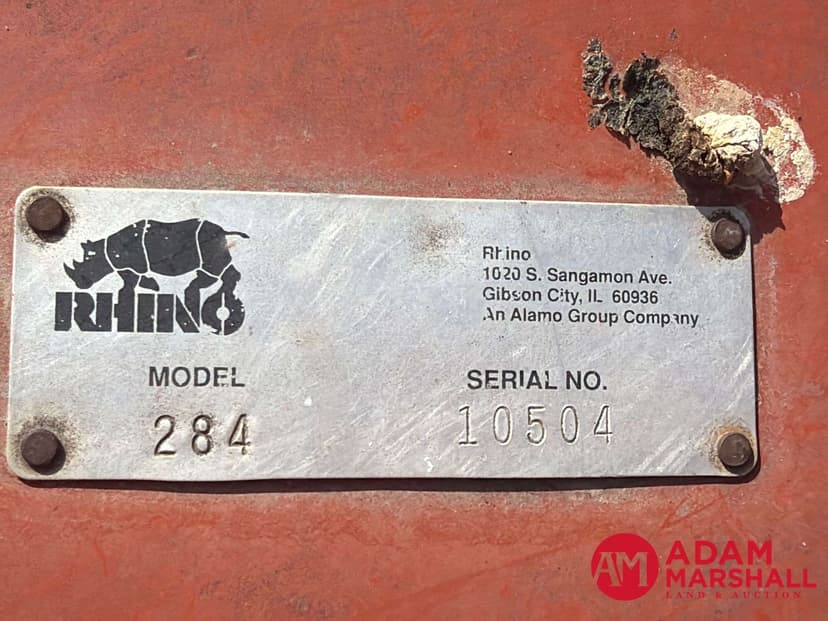 RHINO
Rhino
1020 S. Sangamon Ave.
Gibson City, IL 60936
An Alamo Group Company
MODEL
SERIAL NO.
284
10504
AM
ADAM
MARSHALL
LAND & AUCTION